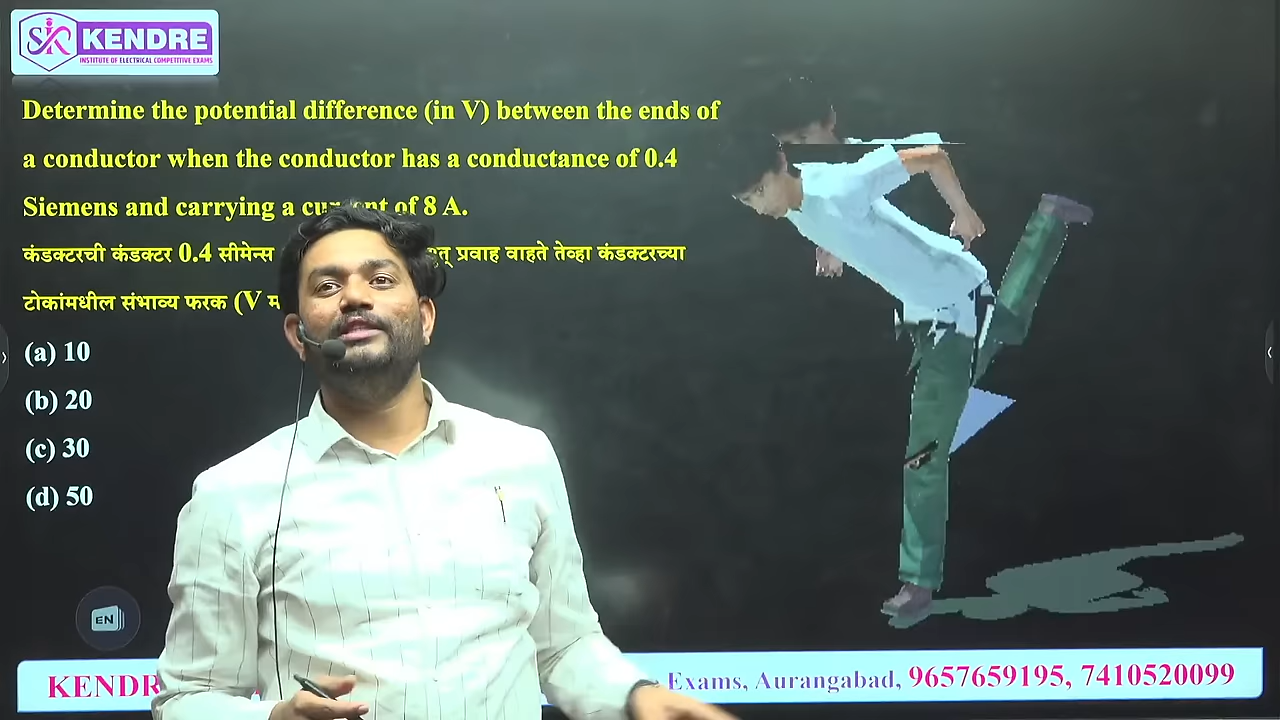 SK KENDRE
INSTITUTE OF ELECTRICAL COMPETITIVE EXAMS
Determine the potential difference (in V) between the ends of
a conductor when the conductor has a conductance of 0.4
Siemens and carrying a current of 8 A.
कंडक्टरची कंडक्टर 0.4 सीमेन्स प्रवाह वाहते तेव्हा कंडक्टरच्या
टोकांमधील संभाव्य फरक (V
(a) 10
(b) 20
(c) 30
(d) 50
EN
Exams, Aurangabad, 9657659195, 7410520099